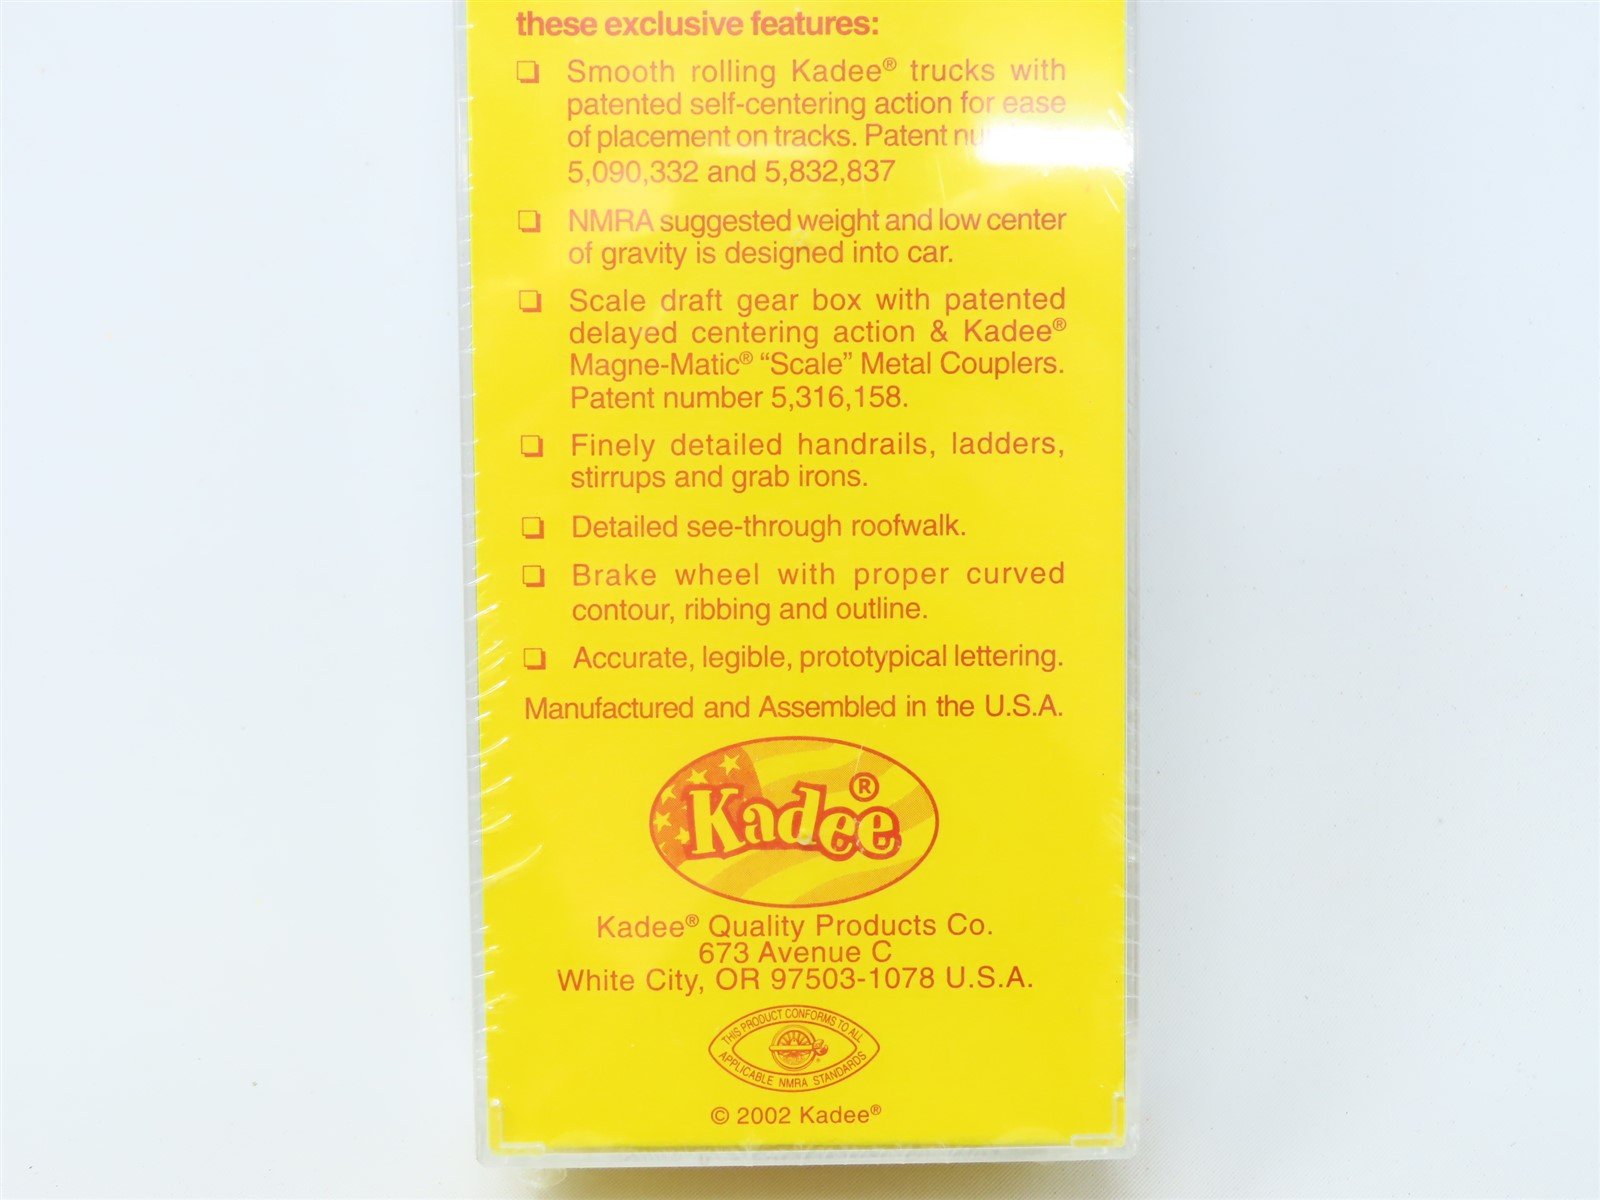 these exclusive features:
❏ Smooth rolling Kadee® trucks with
patented self-centering action for ease
of placement on tracks. Patent
5,090,332 and 5,832,837
❏ NMRA suggested weight and low center
of gravity is designed into car.
❏ Scale draft gear box with patented
delayed centering action & Kadee®
Magne-Matic® “Scale” Metal Couplers.
Patent number 5,316,158.
❏ Finely detailed handrails, ladders,
stirrups and grab irons.
❏ Detailed see-through roofwalk.
❏ Brake wheel with proper curved
contour, ribbing and outline.
❏ Accurate, legible, prototypical lettering.
Manufactured and Assembled in the U.S.A.
Kadee®
Kadee® Quality Products Co.
673 Avenue C
White City, OR 97503-1078 U.S.A.
THIS PRODUCT CONFORMS TO ALL
APPLICABLE NMRA STANDARDS
© 2002 Kadee®